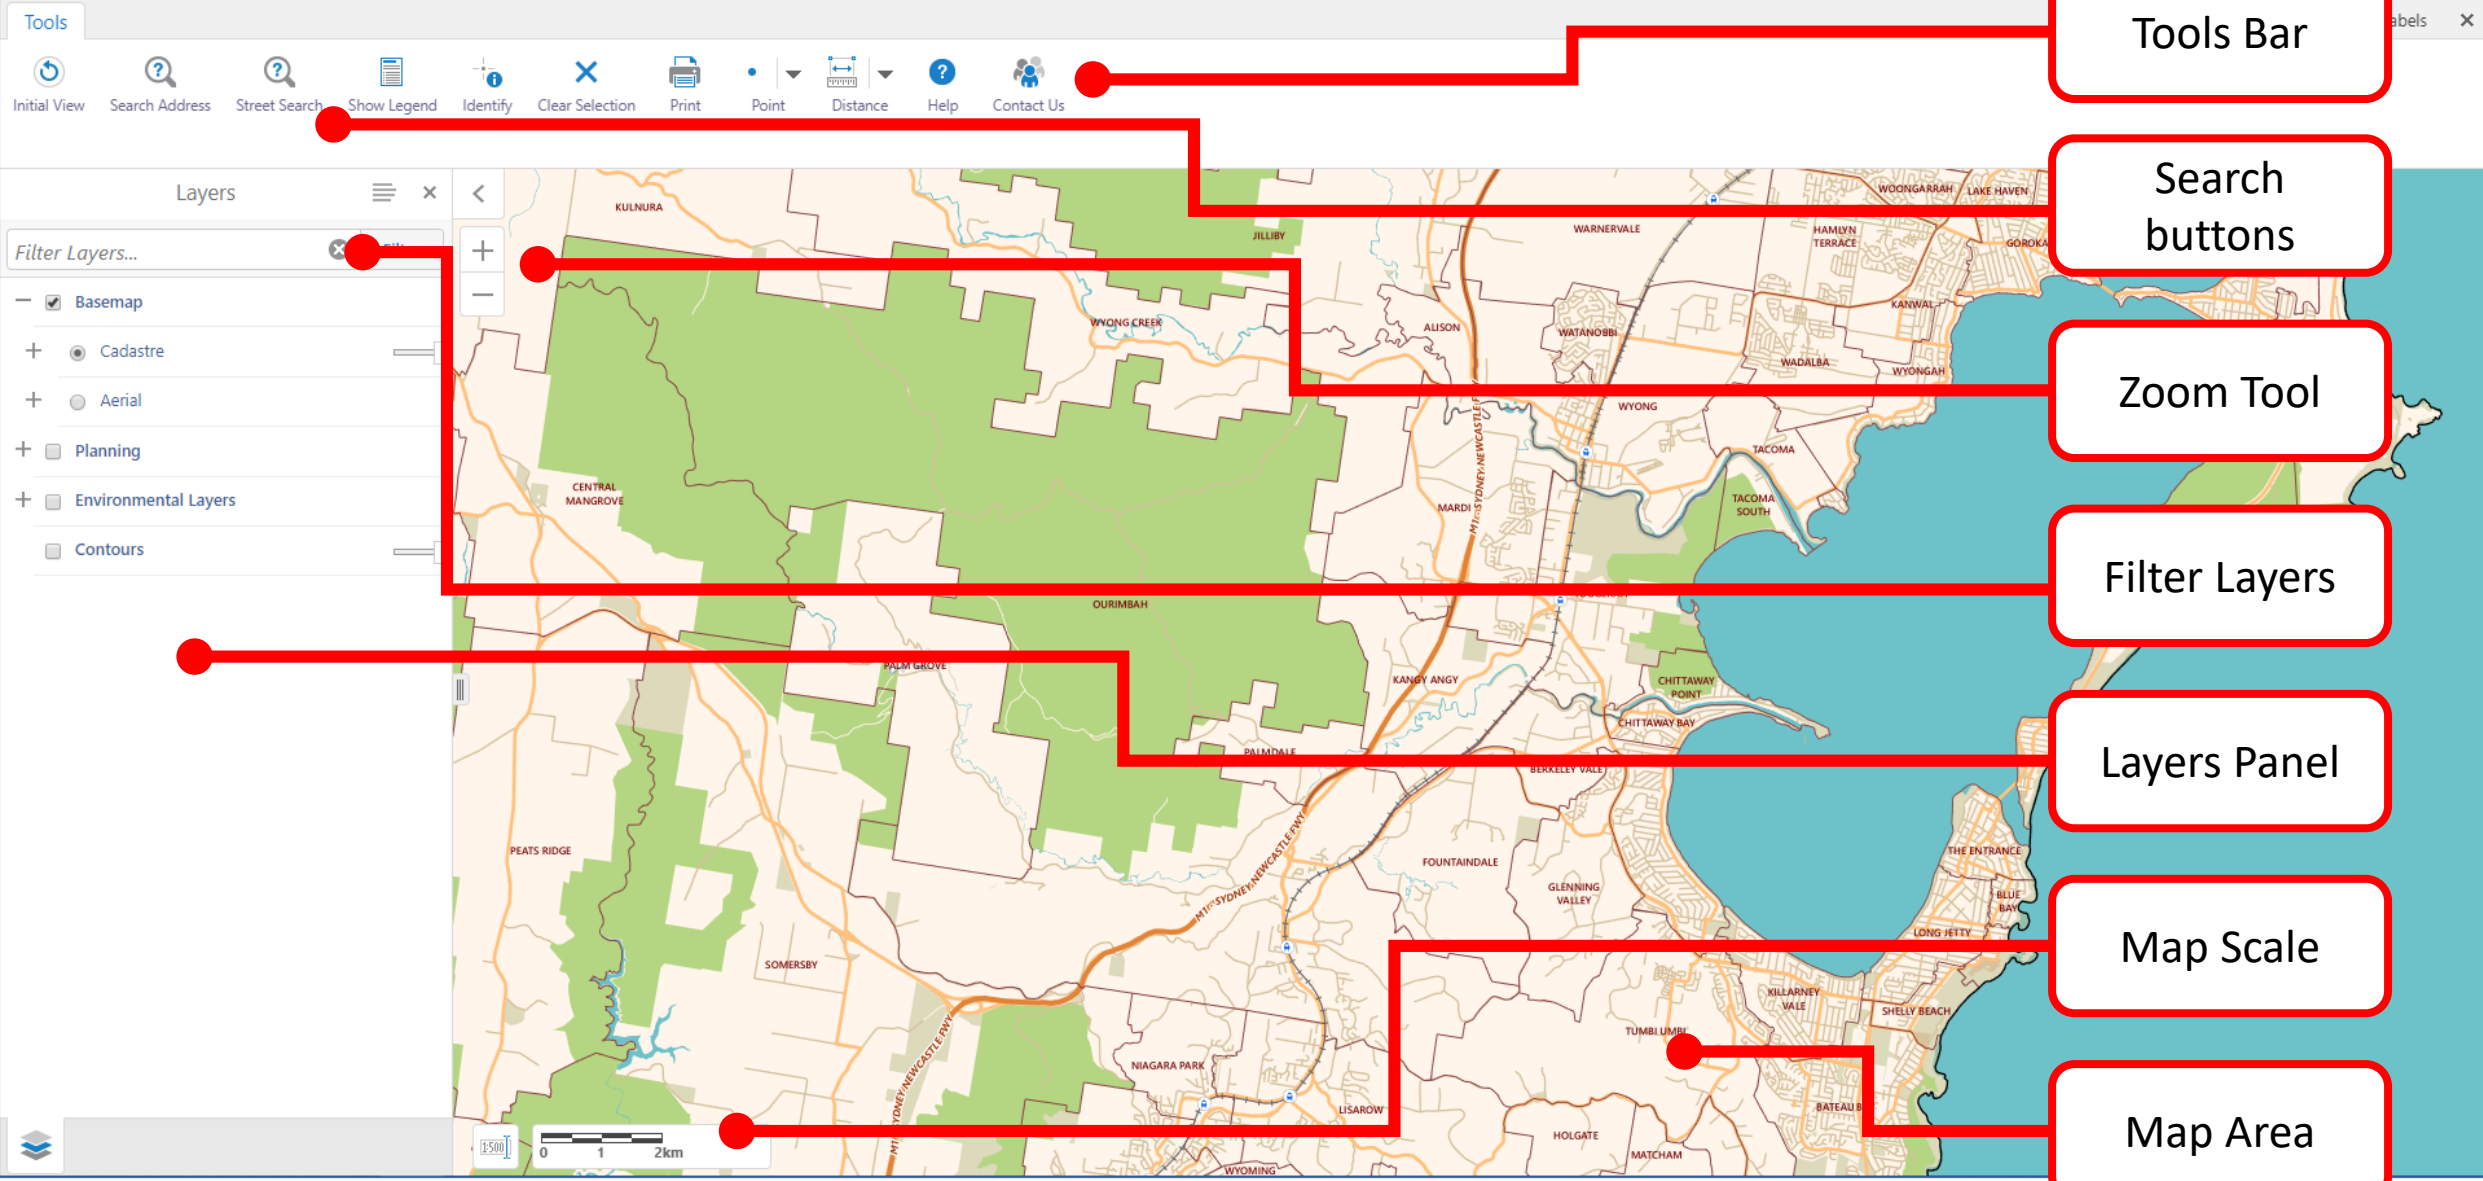 Tools
Tools Bar
Initial View
Search Address
Street Search
Show Legend
Identify
Clear Selection
Print
Point
Distance
Help
Contact Us
Search
buttons
Layers
Filter Layers...
Basemap
Cadastre
Aerial
Planning
Environmental Layers
Contours
KULNURA
JILLIBY
WARNERVALE
WOONGARRAH
LAKE HAVEN
HAMLYN
TERRACE
KANWAL
WYONG CREEK
ALISON
WATANOBBI
WADALBA
WYONGAH
Zoom Tool
WYONG
TACOMA
CENTRAL
MANGROVE
MARDI
TACOMA
SOUTH
Filter Layers
OURIMBAH
PALM GROVE
KANGY ANGY
CHITTAWAY
POINT
CHITTAWAY BAY
PALMDALE
BERKELEY VALE
Layers Panel
PEATS RIDGE
FOUNTAINDALE
THE ENTRANCE
GLENNING
VALLEY
BLUE
BAY
LONG JETTY
Map Scale
SOMERSBY
KILLARNEY
VALE
SHELLY BEACH
TUMBI UMBI
NIAGARA PARK
LISAROW
HOLGATE
MATCHAM
WYOMING
Map Area
1:500
0 1 2km